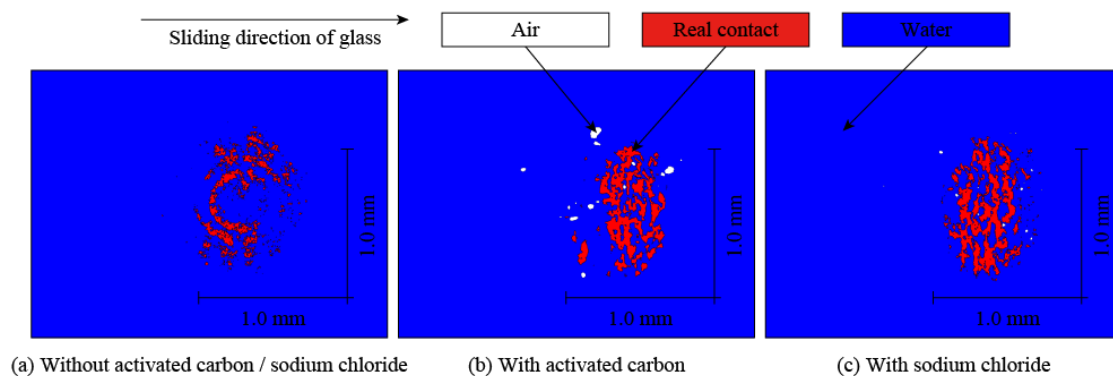 Sliding direction of glass
Air
Real contact
Water
1.0 mm
1.0 mm
1.0 mm
1.0 mm
1.0 mm
1.0 mm
(a) Without activated carbon / sodium chloride
(b) With activated carbon
(c) With sodium chloride